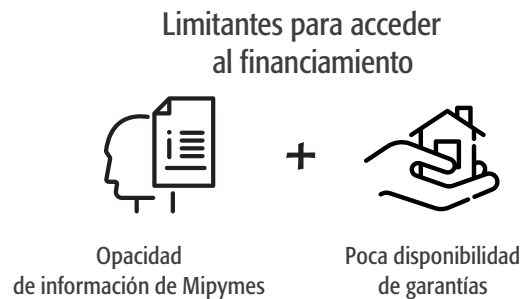 Limitantes para acceder
al financiamiento
+
Opacidad
de información de Mipymes
Poca disponibilidad
de garantías